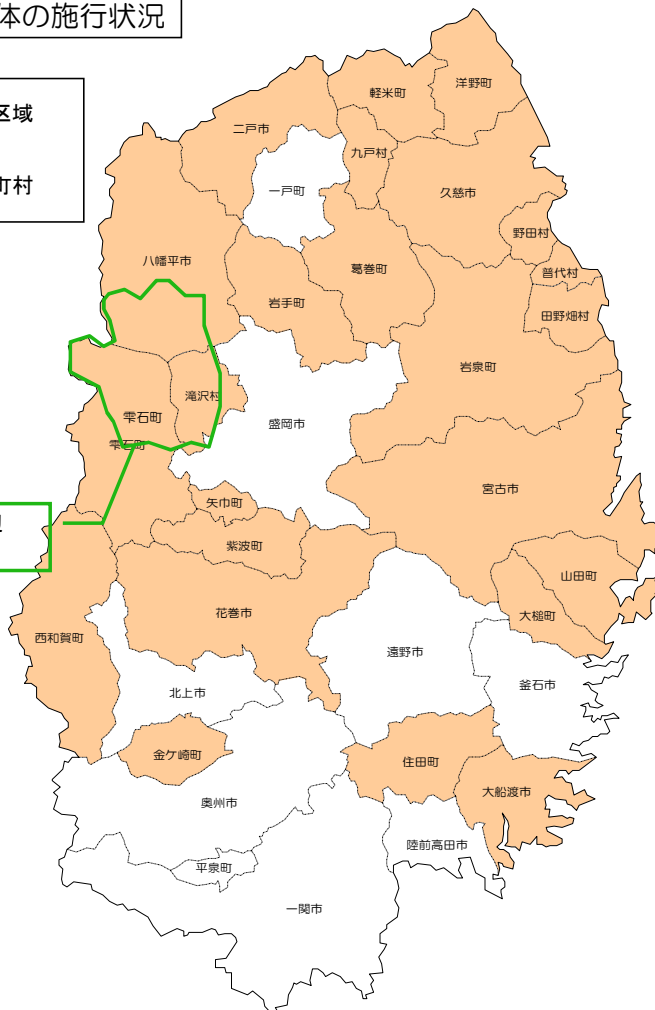 体の施行状況
区域
町村
洋野町
軽米町
二戸市
九戸村
一戸町
久慈市
野田村
八幡平市
葛巻町
普代村
岩手町
田野畑村
岩泉町
滝沢村
雫石町
盛岡市
雫石町
宮古市
矢巾町
紫波町
山田町
花巻市
大槌町
西和賀町
遠野市
釜石市
北上市
金ケ崎町
住田町
大船渡市
奥州市
陸前高田市
平泉町
一関市